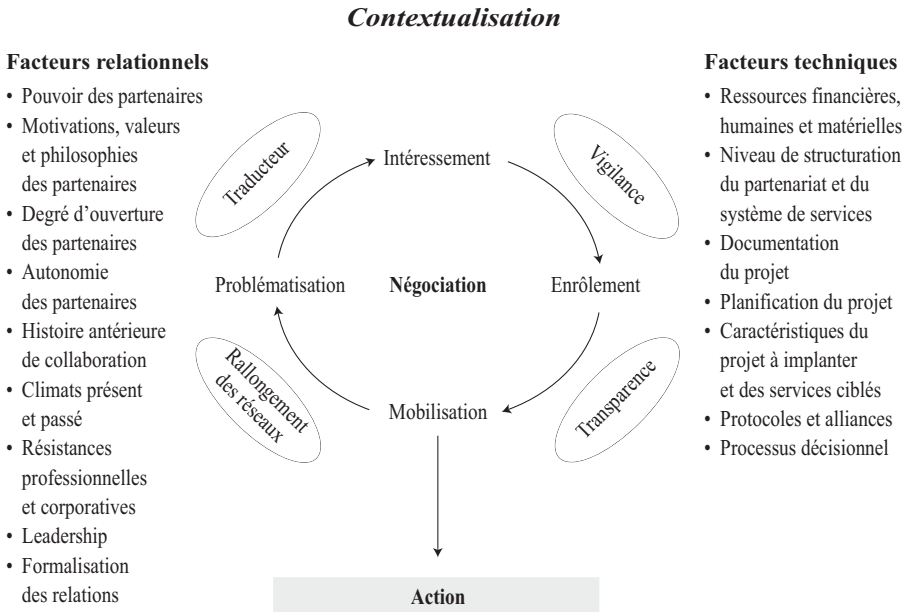 Contextualisation
Facteurs relationnels
• Pouvoir des partenaires
• Motivations, valeurs
et philosophies
des partenaires
• Degré d’ouverture
des partenaires
• Autonomie
des partenaires
• Histoire antérieure
de collaboration
• Climats présent
et passé
• Résistances
professionnelles
et corporatives
• Leadership
• Formalisation
des relations
Traducteur
Intéressement
Vigilance
Problématisation
Négociation
Enrôlement
Rallongement
des réseaux
Mobilisation
Transparence
Action
Facteurs techniques
• Ressources financières,
humaines et matérielles
• Niveau de structuration
du partenariat et du
système de services
• Documentation
du projet
• Planification du projet
• Caractéristiques du
projet à implanter
et des services ciblés
• Protocoles et alliances
• Processus décisionnel